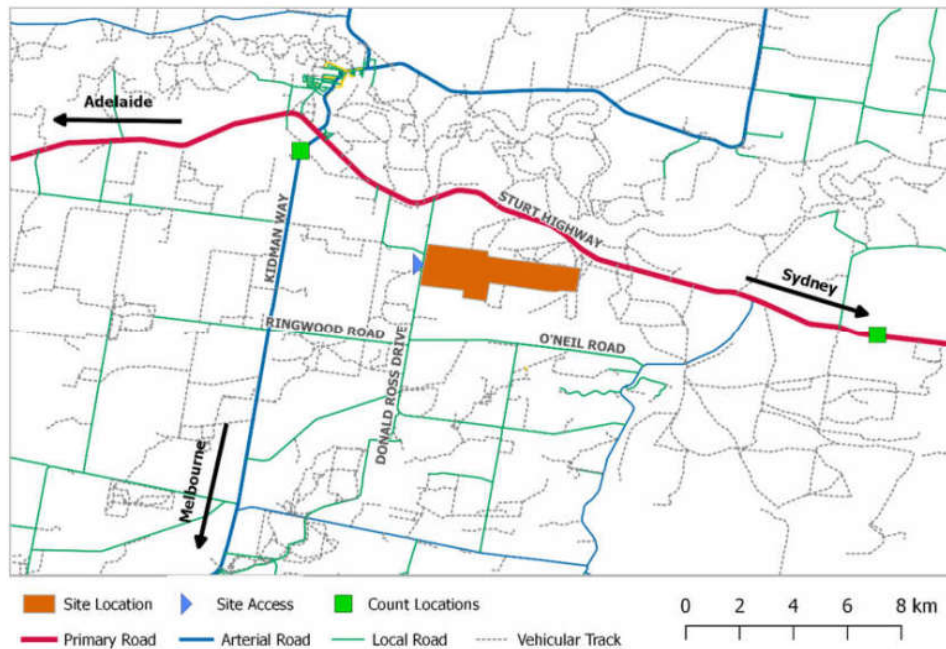 Adelaide
STURT HIGHWAY
KIDMAN WAY
Sydney
RINGWOOD ROAD
O'NEIL ROAD
DONALD ROSS DRIVE
Melbourne
Site Location
Site Access
Count Locations
0 2 4 6 8 km
Primary Road
Arterial Road
Local Road
Vehicular Track